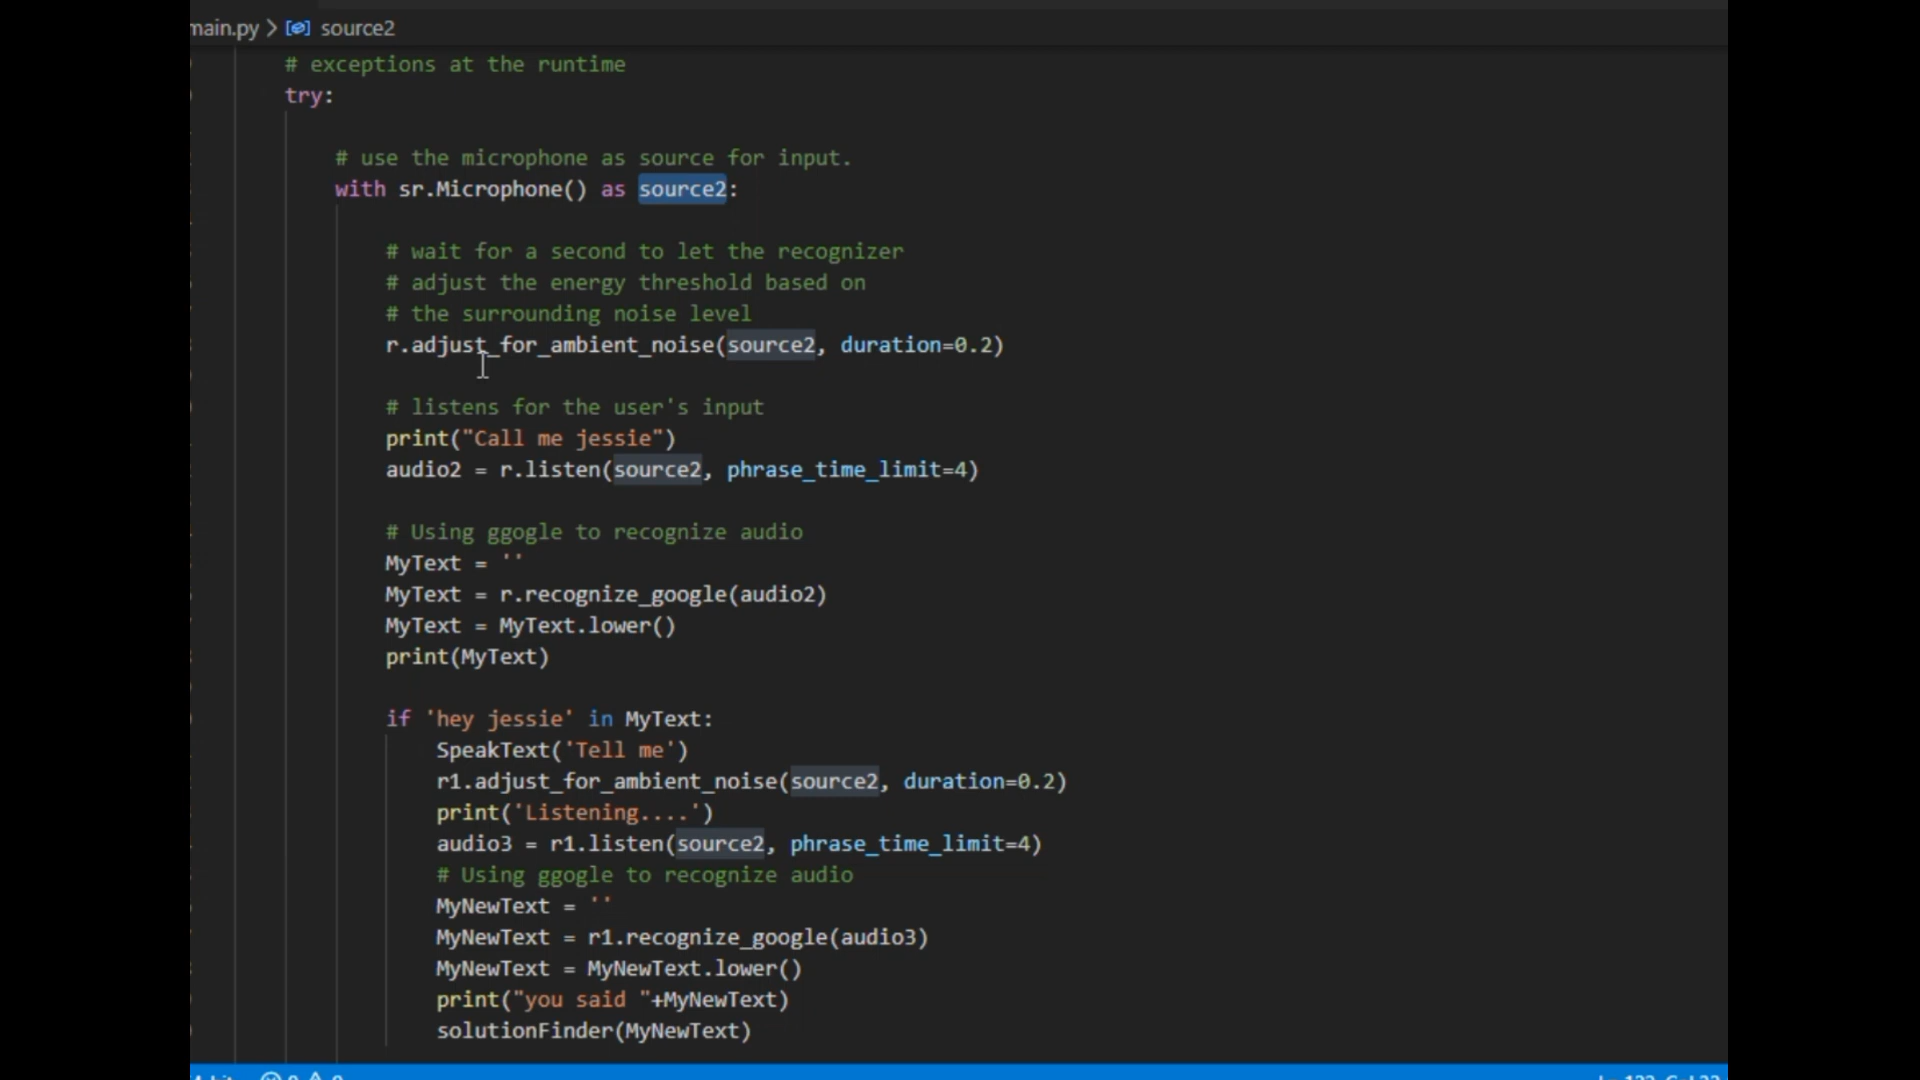 main.py > source2
# exceptions at the runtime
try:
# use the microphone as source for input.
with sr.Microphone() as source2:
# wait for a second to let the recognizer
# adjust the energy threshold based on
# the surrounding noise level
r.adjust_for_ambient_noise(source2, duration=0.2)
# listens for the user's input
print("Call me jessie")
audio2 = r.listen(source2, phrase_time_limit=4)
# Using ggogle to recognize audio
MyText = ''
MyText = r.recognize_google(audio2)
MyText = MyText.lower()
print(MyText)
if 'hey jessie' in MyText:
SpeakText('Tell me')
r1.adjust_for_ambient_noise(source2, duration=0.2)
print('Listening....')
audio3 = r1.listen(source2, phrase_time_limit=4)
# Using ggogle to recognize audio
MyNewText = ''
MyNewText = r1.recognize_google(audio3)
MyNewText = MyNewText.lower()
print("you said "+MyNewText)
solutionFinder(MyNewText)